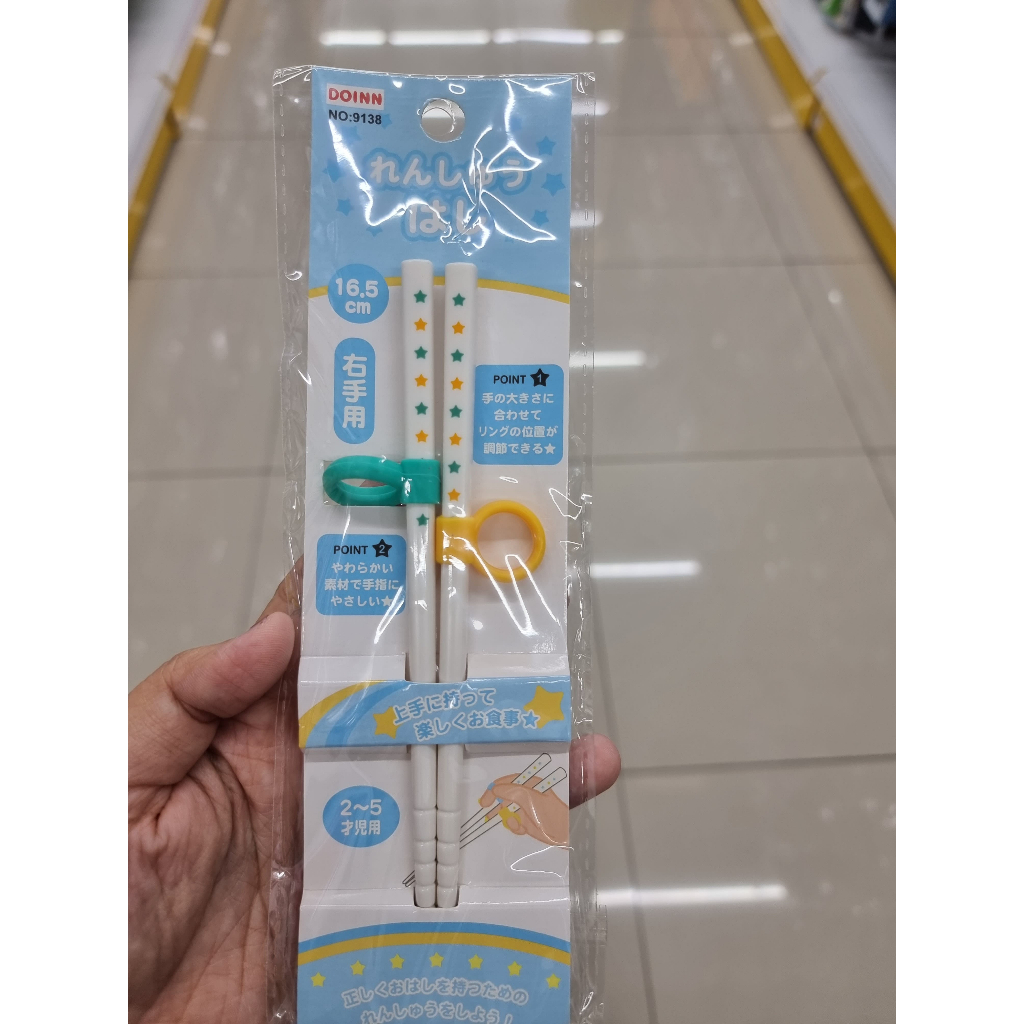 DOINN
NO:9138
れんしゅう
はし
16.5
cm
右手用
POINT 1
手の大きさに
合わせて
リングの位置が
調節できる★
POINT 2
やわらかい
素材で手指に
やさしい★
上手に持って
楽しくお食事★
2〜5
才児用
正しくおはしを持つための
れんしゅうをしよう!